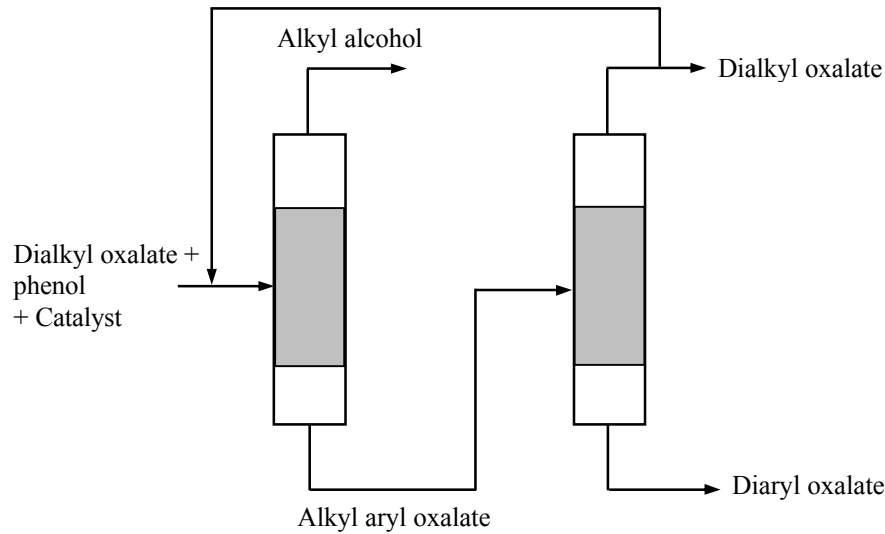 Alkyl alcohol
Dialkyl oxalate
Dialkyl oxalate +
phenol
+ Catalyst
Diaryl oxalate
Alkyl aryl oxalate